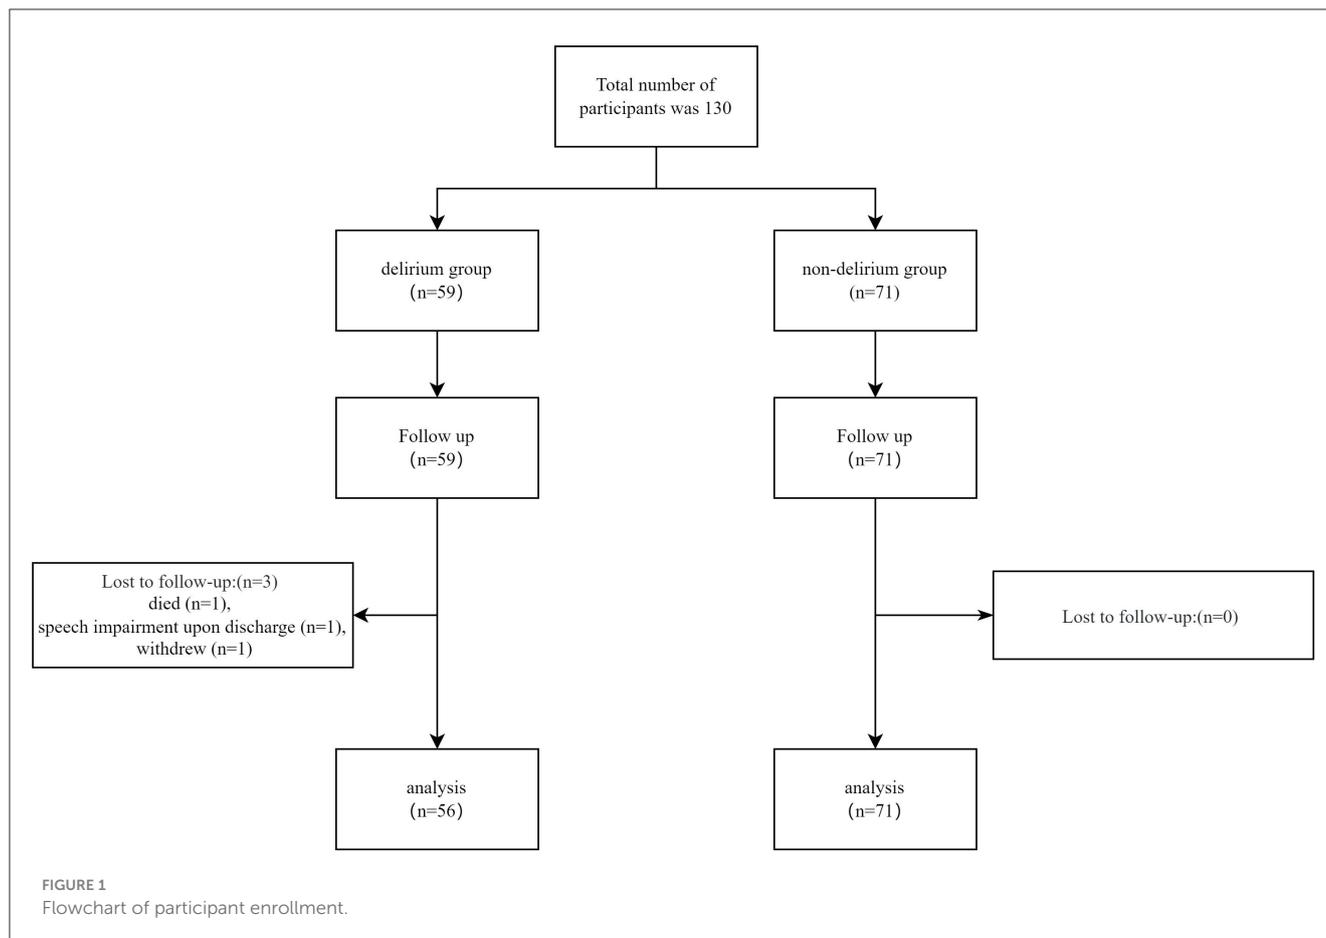 Total number of
participants was 130
delirium group
(n=59)
non-delirium group
(n=71)
Follow up
(n=59)
Follow up
(n=71)
Lost to follow-up:(n=3)
died (n=1),
speech impairment upon discharge (n=1),
withdrew (n=1)
Lost to follow-up:(n=0)
analysis
(n=56)
analysis
(n=71)
FIGURE 1
Flowchart of participant enrollment.